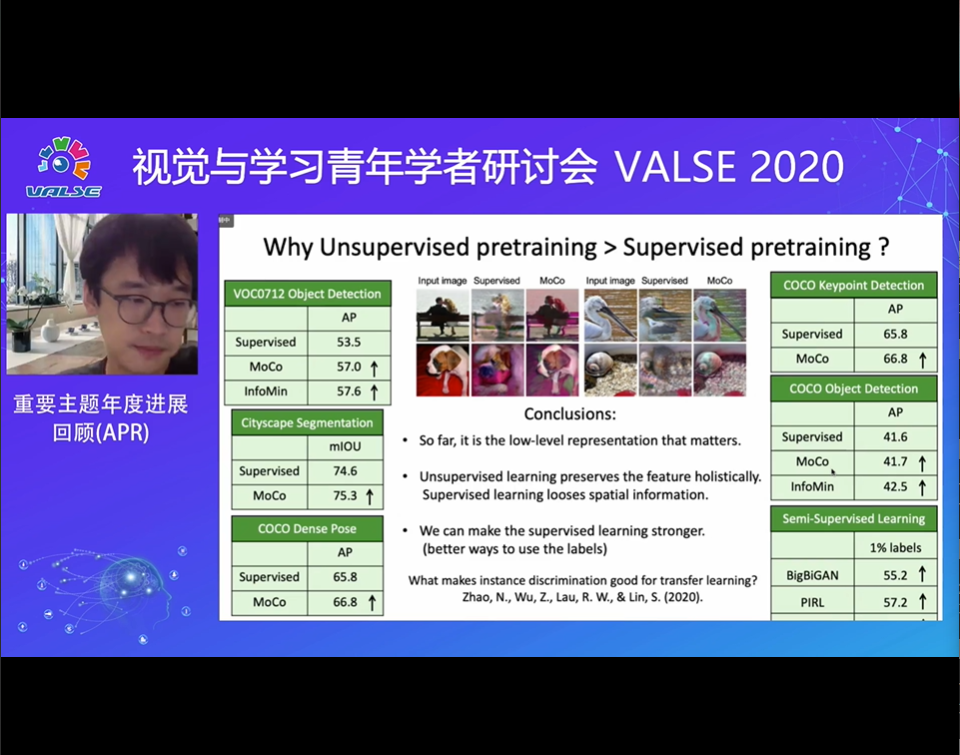 VALSE
视觉与学习青年学者研讨会 VALSE 2020
重要主题年度进展
回顾(APR)
Why Unsupervised pretraining > Supervised pretraining ?
VOC0712 Object Detection
AP
Supervised 53.5
MoCo 57.0 ↑
InfoMin 57.6 ↑
Cityscape Segmentation
mIOU
Supervised 74.6
MoCo 75.3 ↑
COCO Dense Pose
AP
Supervised 65.8
MoCo 66.8 ↑
Input image Supervised MoCo Input image Supervised MoCo
Conclusions:
• So far, it is the low-level representation that matters.
• Unsupervised learning preserves the feature holistically.
Supervised learning looses spatial information.
• We can make the supervised learning stronger.
(better ways to use the labels)
What makes instance discrimination good for transfer learning?
Zhao, N., Wu, Z., Lau, R. W., & Lin, S. (2020).
COCO Keypoint Detection
AP
Supervised 65.8
MoCo 66.8 ↑
COCO Object Detection
AP
Supervised 41.6
MoCo 41.7 ↑
InfoMin 42.5 ↑
Semi-Supervised Learning
1% labels
BigBiGAN 55.2 ↑
PIRL 57.2 ↑